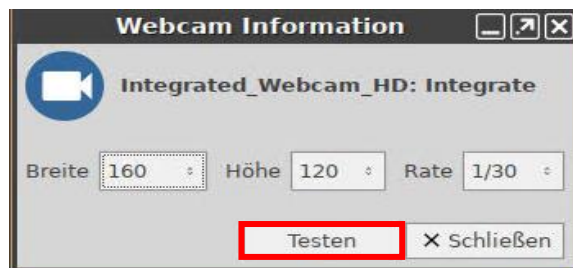 Webcam Information
Integrated_Webcam_HD: Integrate
Breite 160 Höhe 120 Rate 1/30
Testen Schließen